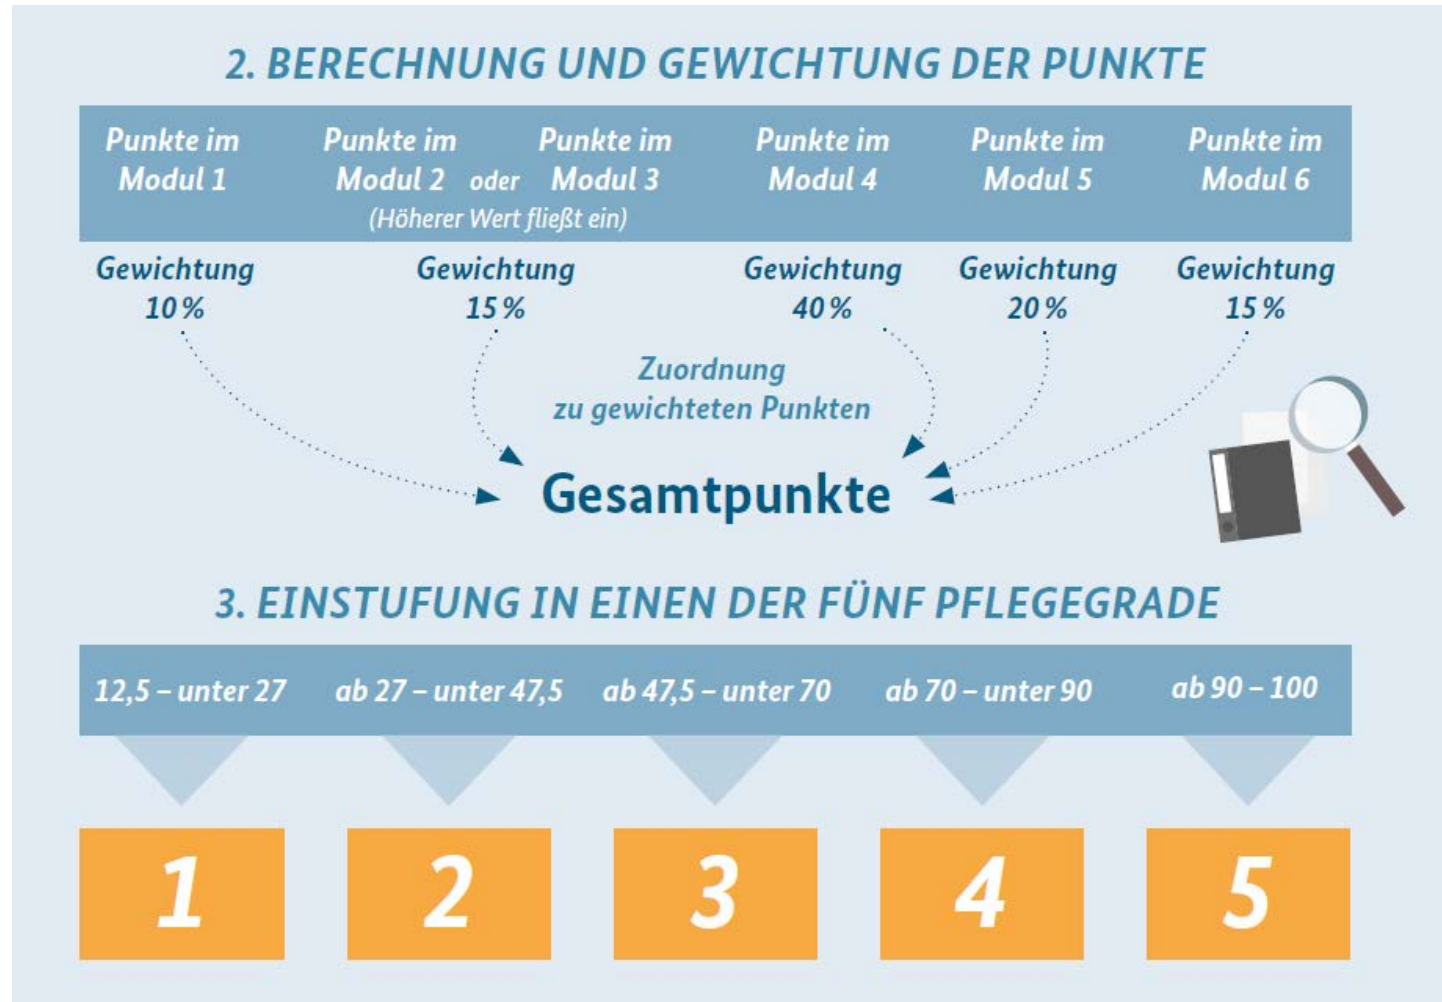 2. BERECHNUNG UND GEWICHTUNG DER PUNKTE
Punkte im Modul 1
Punkte im Modul 2 oder Punkte im Modul 3
(Höherer Wert fließt ein)
Punkte im Modul 4
Punkte im Modul 5
Punkte im Modul 6
Gewichtung 10 %
Gewichtung 15 %
Gewichtung 40 %
Gewichtung 20 %
Gewichtung 15 %
Zuordnung
zu gewichteten Punkten
Gesamtpunkte
3. EINSTUFUNG IN EINEN DER FÜNF PFLEGEGRADE
12,5 – unter 27
ab 27 – unter 47,5
ab 47,5 – unter 70
ab 70 – unter 90
ab 90 – 100
1
2
3
4
5